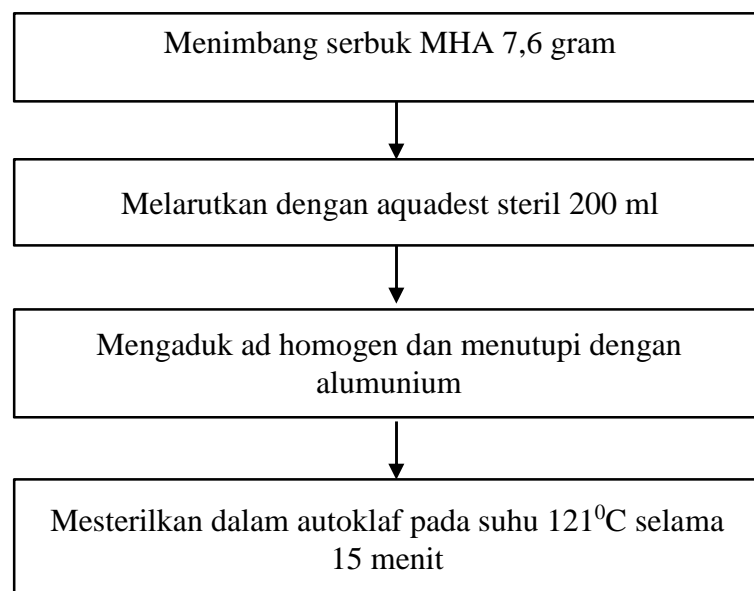 Menimbang serbuk MHA 7,6 gram
Melarutkan dengan aquadest steril 200 ml
Mengaduk ad homogen dan menutupi dengan
alumunium
Mesterilkan dalam autoklaf pada suhu 121⁰C selama
15 menit